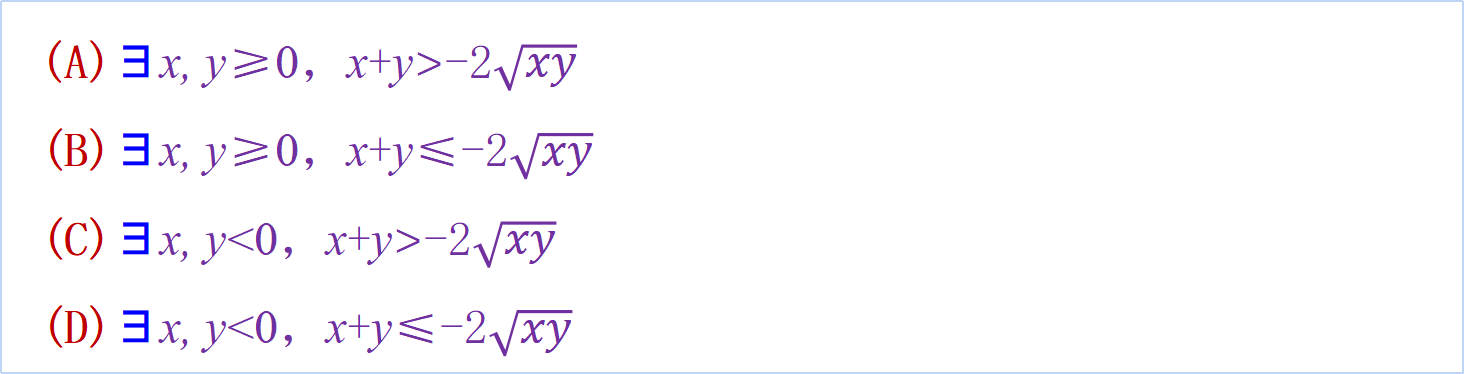 (A) ∃x, y≥0, x+y>-2√xy
(B) ∃x, y≥0, x+y≤-2√xy
(C) ∃x, y<0, x+y>-2√xy
(D) ∃x, y<0, x+y≤-2√xy